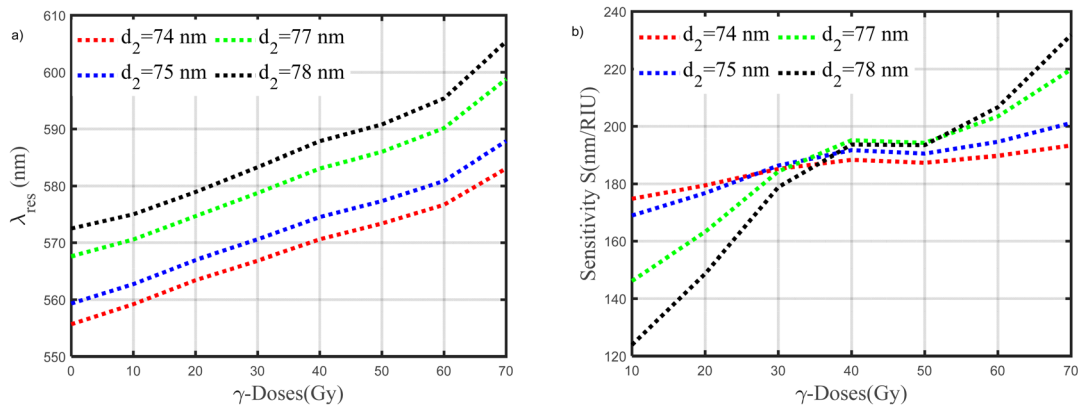 a)
d2=74 nm d2=77 nm
d2=75 nm d2=78 nm
610
600
590
580
570
560
550
λres (nm)
0 10 20 30 40 50 60 70
γ-Doses(Gy)
b)
d2=74 nm d2=77 nm
d2=75 nm d2=78 nm
240
220
200
180
160
140
120
Sensitivity S(nm/RIU)
10 20 30 40 50 60 70
γ-Doses(Gy)